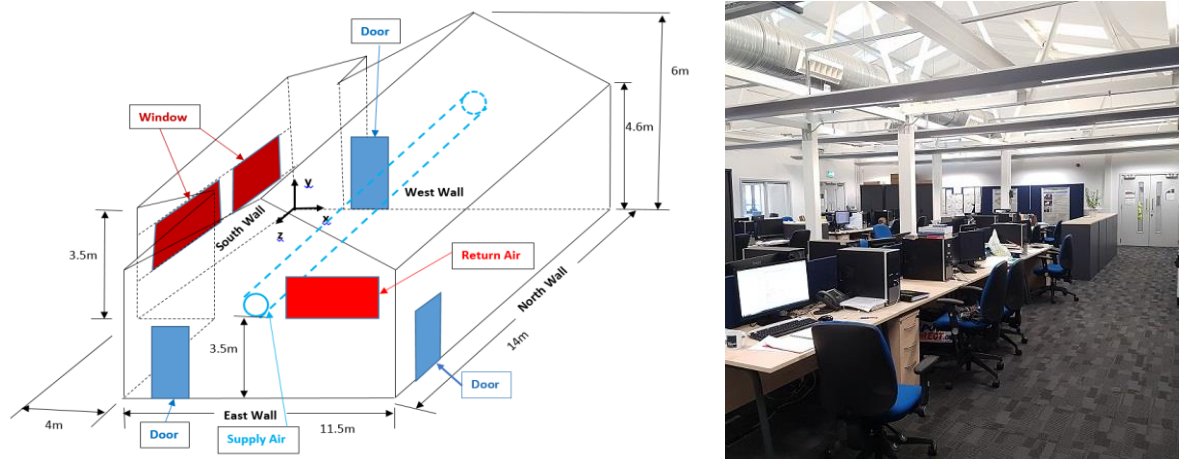 Door
6m
4.6m
Window
y
West Wall
x
z
South Wall
3.5m
Return Air
North Wall
3.5m
14m
Door
East Wall
4m
11.5m
Door
Supply Air